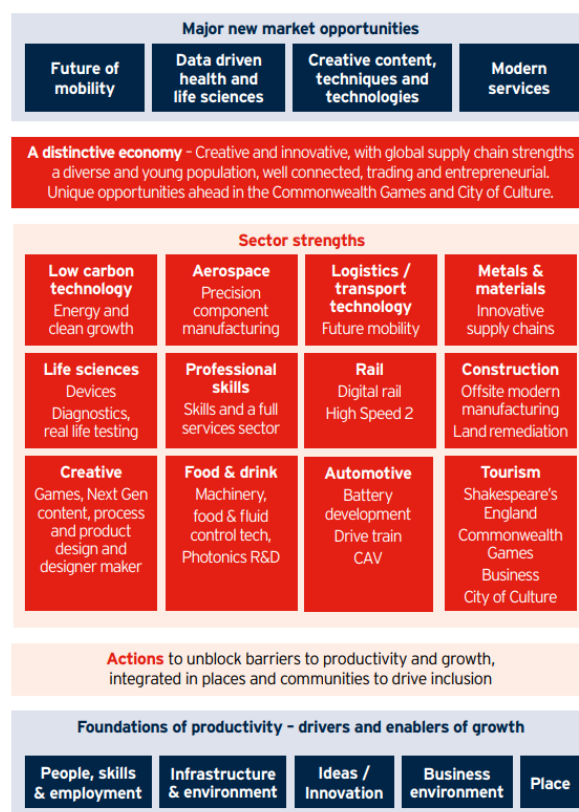 Major new market opportunities
Future of
mobility
Data driven
health and
life sciences
Creative content,
techniques and
technologies
Modern
services
A distinctive economy – Creative and innovative, with global supply chain strengths
a diverse and young population, well connected, trading and entrepreneurial.
Unique opportunities ahead in the Commonwealth Games and City of Culture.
Sector strengths
Low carbon
technology
Energy and
clean growth
Aerospace
Precision
component
manufacturing
Logistics /
transport
technology
Future mobility
Metals &
materials
Innovative
supply chains
Life sciences
Devices
Diagnostics,
real life testing
Professional
skills
Skills and a full
services sector
Rail
Digital rail
High Speed 2
Construction
Offsite modern
manufacturing
Land remediation
Creative
Games, Next Gen
content, process
and product
design and
designer maker
Food & drink
Machinery,
food & fluid
control tech,
Photonics R&D
Automotive
Battery
development
Drive train
CAV
Tourism
Shakespeare's
England
Commonwealth
Games
Business
City of Culture
Actions to unblock barriers to productivity and growth,
integrated in places and communities to drive inclusion
Foundations of productivity – drivers and enablers of growth
People, skills
& employment
Infrastructure
& environment
Ideas /
Innovation
Business
environment
Place